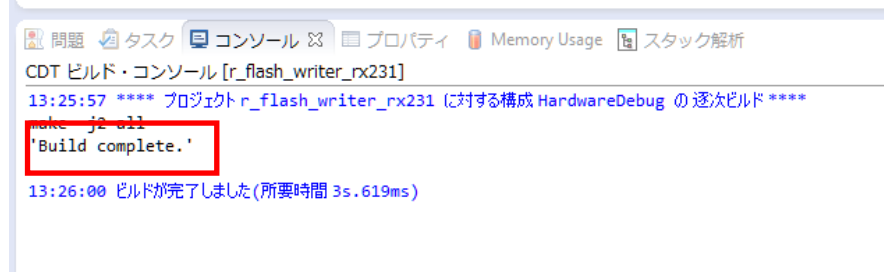 問題 タスク コンソール プロパティ Memory Usage スタック解析
CDT ビルド・コンソール [r_flash_writer_rx231]
13:25:57 **** プロジェクト r_flash_writer_rx231 に対する構成 HardwareDebug の 逐次ビルド ****
make -j2 all
'Build complete.'
13:26:00 ビルドが完了しました(所要時間 3s.619ms)